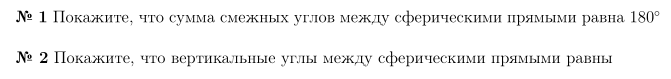 № 1 Покажите, что сумма смежных углов между сферическими прямыми равна 180°
№ 2 Покажите, что вертикальные углы между сферическими прямыми равны